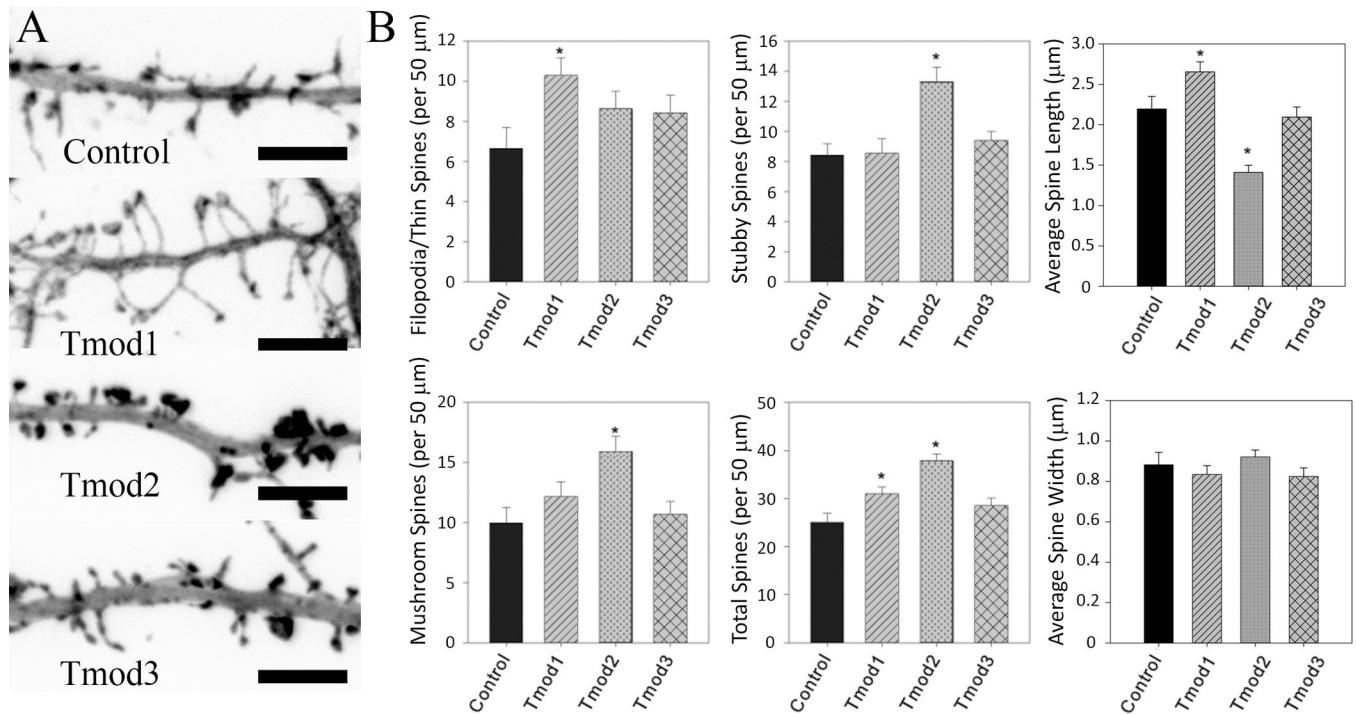 A
Control
Tmod1
Tmod2
Tmod3
B
Filopodia/Thin Spines (per 50 μm)
12
10
8
6
4
2
0
*
Control
Tmod1
Tmod2
Tmod3
Stubby Spines (per 50 μm)
16
14
12
10
8
6
4
2
0
*
Control
Tmod1
Tmod2
Tmod3
Average Spine Length (μm)
3.0
2.5
2.0
1.5
1.0
0.5
0
*
*
Control
Tmod1
Tmod2
Tmod3
Mushroom Spines (per 50 μm)
20
15
10
5
0
*
Control
Tmod1
Tmod2
Tmod3
Total Spines (per 50 μm)
50
40
30
20
10
0
*
*
Control
Tmod1
Tmod2
Tmod3
Average Spine Width (μm)
1.2
1.0
0.8
0.6
0.4
0.2
0
Control
Tmod1
Tmod2
Tmod3